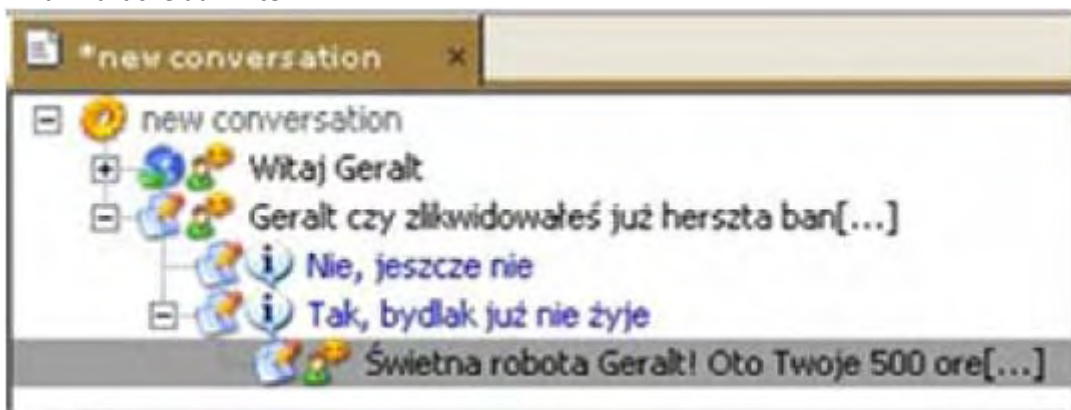 *new conversation
new conversation
Witaj Geralt
Geralt czy zlikwidowałeś już herszta ban[...]
Nie, jeszcze nie
Tak, bydlak już nie żyje
Świetna robota Geralt! Oto Twoje 500 ore[...]